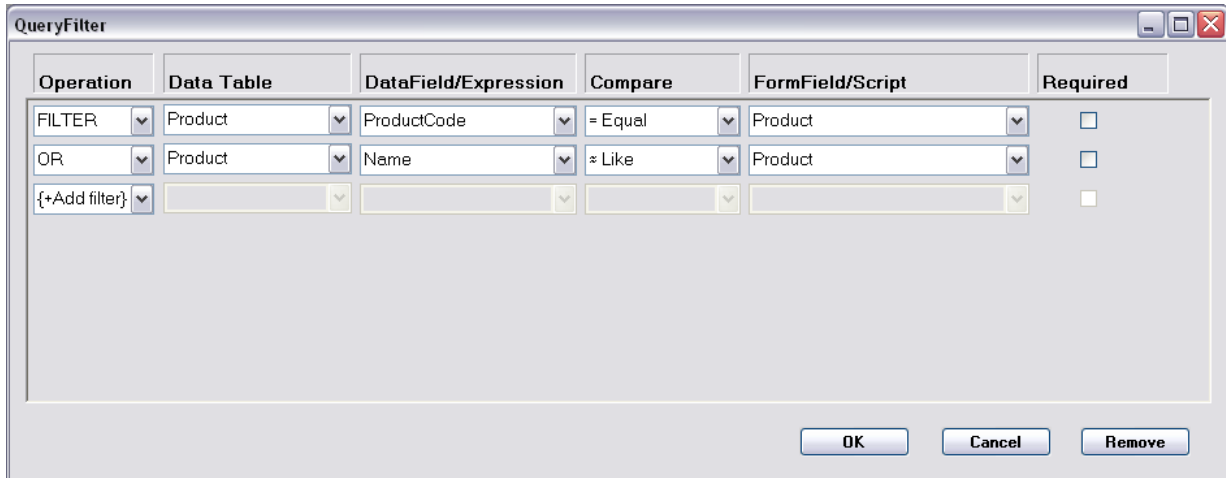 QueryFilter
Operation Data Table DataField/Expression Compare FormField/Script Required
FILTER Product ProductCode = Equal Product
OR Product Name ≈ Like Product
{+Add filter}
OK Cancel Remove